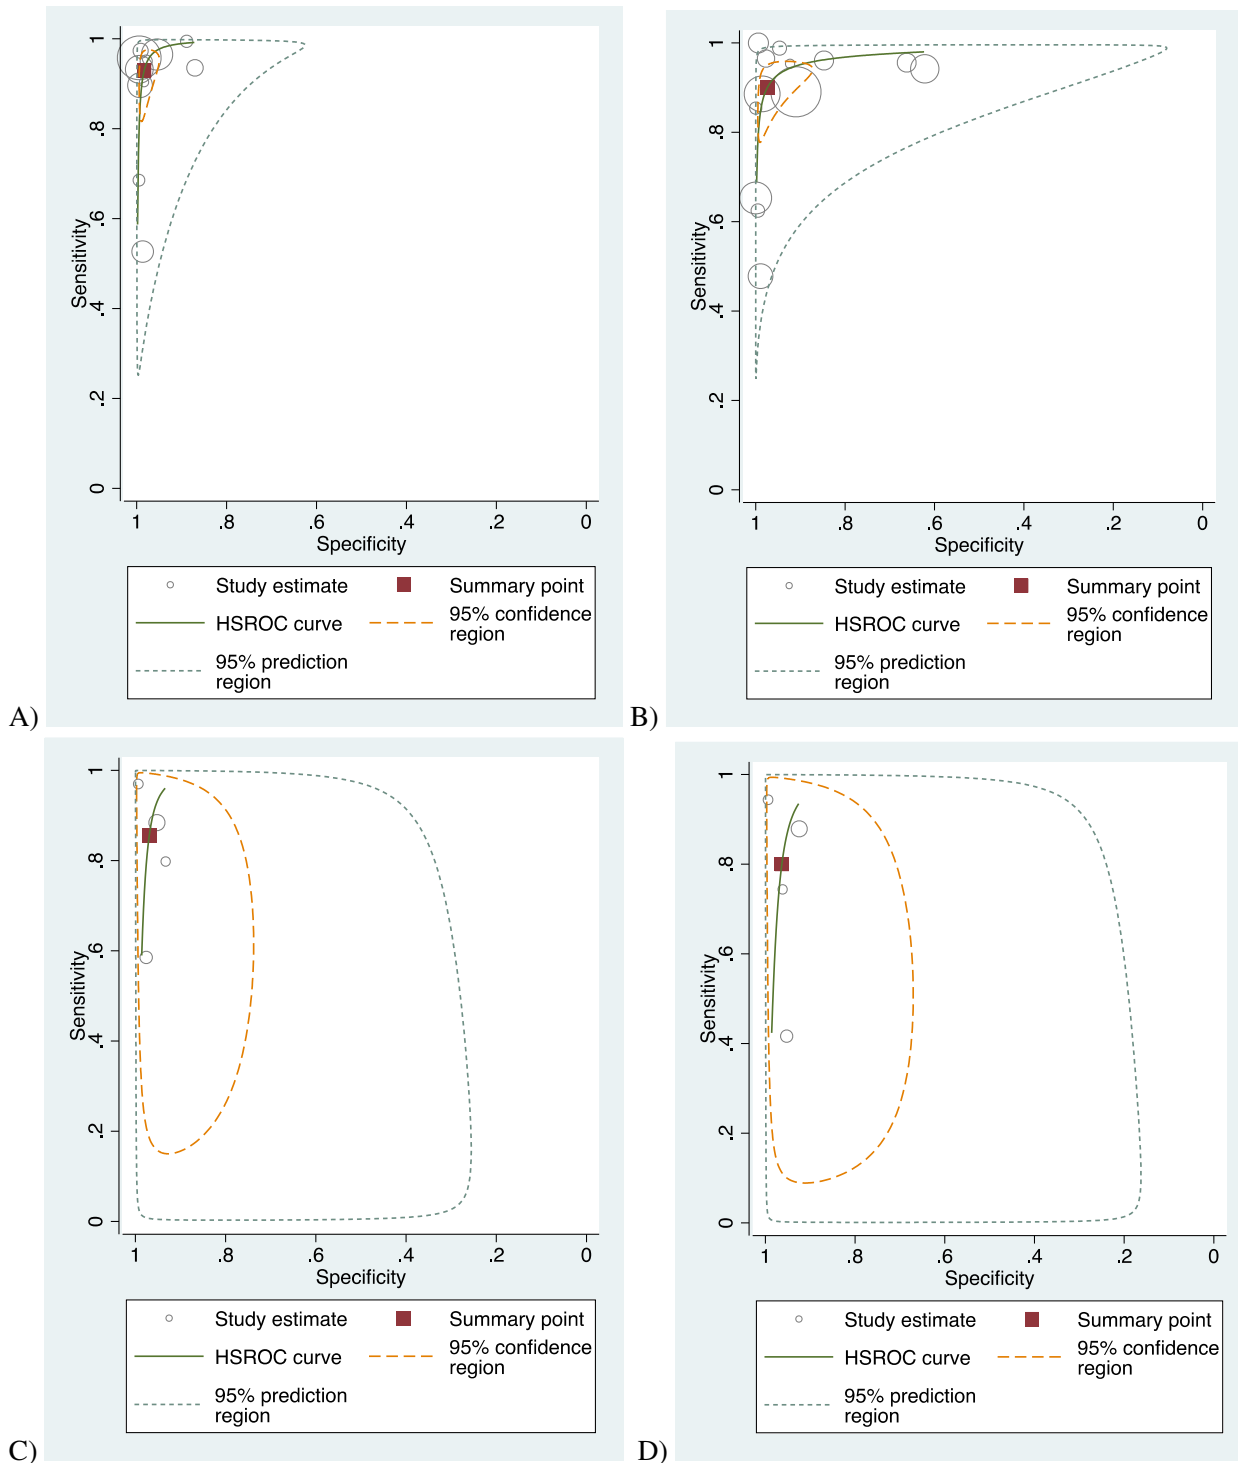 1
.8
.6
.4
.2
0
Sensitivity
1 .8 .6 .4 .2 0
Specificity
Study estimate Summary point
HSROC curve 95% confidence
region
95% prediction
region
A)
1
.8
.6
.4
.2
0
Sensitivity
1 .8 .6 .4 .2 0
Specificity
Study estimate Summary point
HSROC curve 95% confidence
region
95% prediction
region
B)
1
.8
.6
.4
.2
0
Sensitivity
1 .8 .6 .4 .2 0
Specificity
Study estimate Summary point
HSROC curve 95% confidence
region
95% prediction
region
C)
1
.8
.6
.4
.2
0
Sensitivity
1 .8 .6 .4 .2 0
Specificity
Study estimate Summary point
HSROC curve 95% confidence
region
95% prediction
region
D)